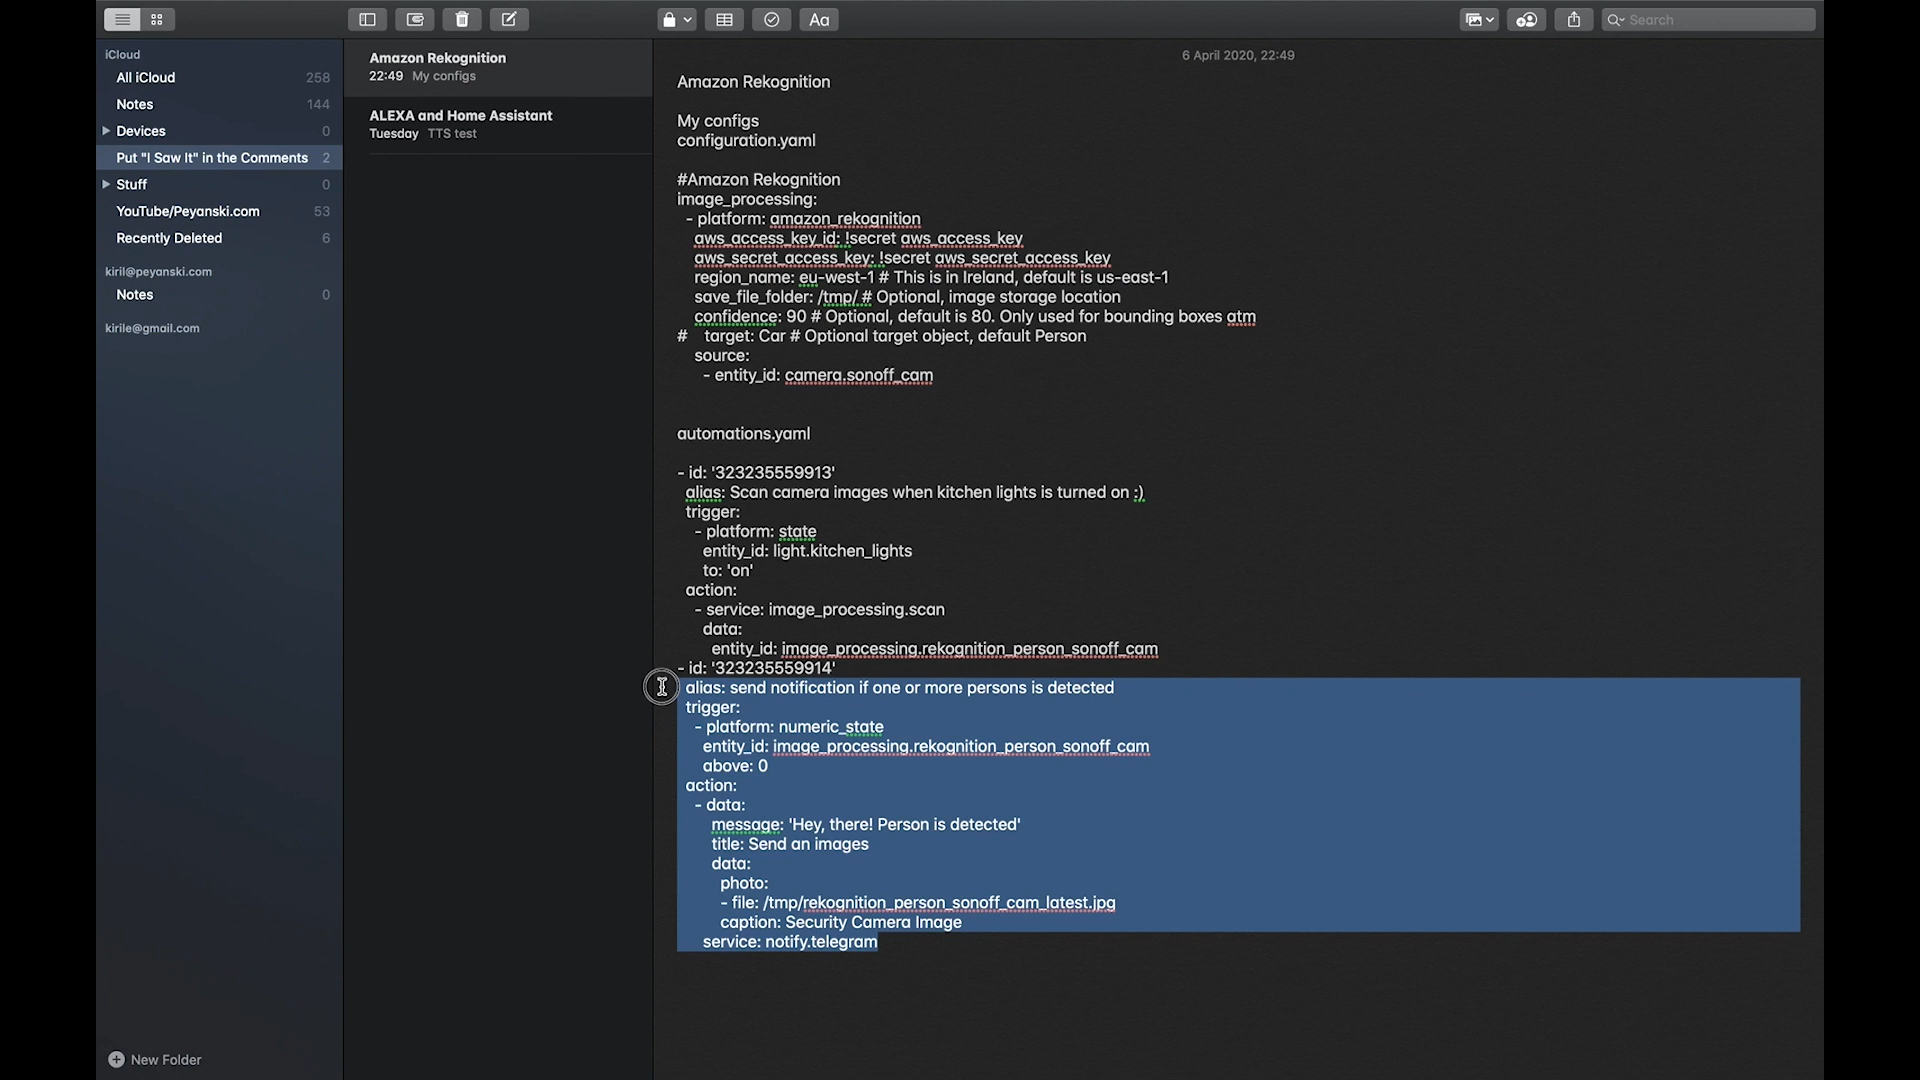 Search
iCloud
All iCloud 258
Notes 144
Devices 0
Put "I Saw It" in the Comments 2
Stuff 0
YouTube/Peyanski.com 53
Recently Deleted 6
kiril@peyanski.com
Notes 0
kirile@gmail.com
New Folder
Amazon Rekognition
22:49 My configs
ALEXA and Home Assistant
Tuesday TTS test
Aa
6 April 2020, 22:49
Amazon Rekognition
My configs
configuration.yaml
#Amazon Rekognition
image_processing:
- platform: amazon_rekognition
aws_access_key_id: !secret aws_access_key
aws_secret_access_key: !secret aws_secret_access_key
region_name: eu-west-1 # This is in Ireland, default is us-east-1
save_file_folder: /tmp/ # Optional, image storage location
confidence: 90 # Optional, default is 80. Only used for bounding boxes atm
# target: Car # Optional target object, default Person
source:
- entity_id: camera.sonoff_cam
automations.yaml
- id: '323235559913'
alias: Scan camera images when kitchen lights is turned on :)
trigger:
- platform: state
entity_id: light.kitchen_lights
to: 'on'
action:
- service: image_processing.scan
data:
entity_id: image_processing.rekognition_person_sonoff_cam
- id: '323235559914'
alias: send notification if one or more persons is detected
trigger:
- platform: numeric_state
entity_id: image_processing.rekognition_person_sonoff_cam
above: 0
action:
- data:
message: 'Hey, there! Person is detected'
title: Send an images
data:
photo:
- file: /tmp/rekognition_person_sonoff_cam_latest.jpg
caption: Security Camera Image
service: notify.telegram